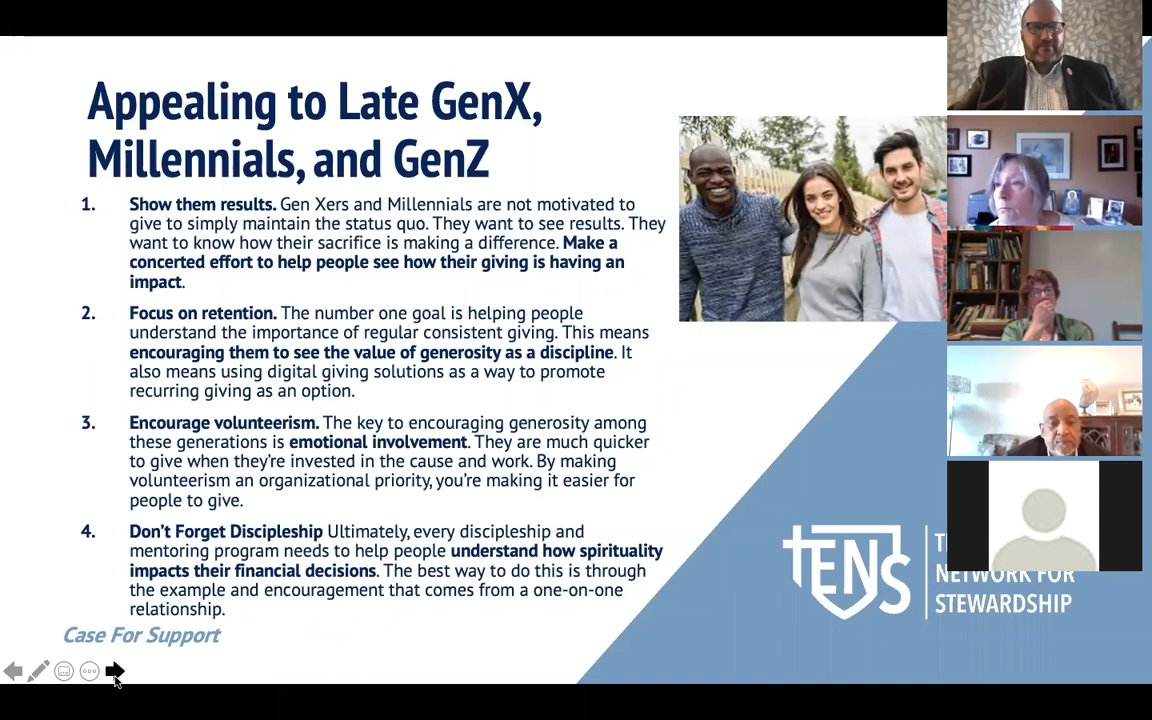 Appealing to Late GenX,
Millennials, and GenZ
1. Show them results. Gen Xers and Millennials are not motivated to
give to simply maintain the status quo. They want to see results. They
want to know how their sacrifice is making a difference. Make a
concerted effort to help people see how their giving is having an
impact.
2. Focus on retention. The number one goal is helping people
understand the importance of regular consistent giving. This means
encouraging them to see the value of generosity as a discipline. It
also means using digital giving solutions as a way to promote
recurring giving as an option.
3. Encourage volunteerism. The key to encouraging generosity among
these generations is emotional involvement. They are much quicker
to give when they're invested in the cause and work. By making
volunteerism an organizational priority, you're making it easier for
people to give.
4. Don't Forget Discipleship Ultimately, every discipleship and
mentoring program needs to help people understand how spirituality
impacts their financial decisions. The best way to do this is through
the example and encouragement that comes from a one-on-one
relationship.
Case For Support
tENS
NETWORK FOR
STEWARDSHIP